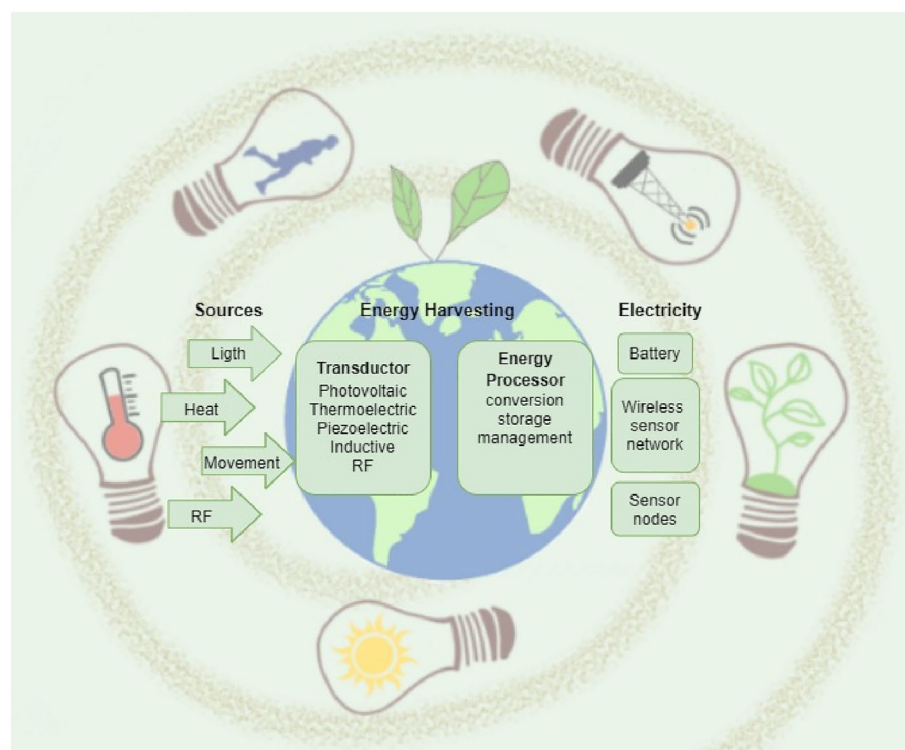 Sources
Energy Harvesting
Electricity
Ligth
Heat
Movement
RF
Transductor
Photovoltaic
Thermoelectric
Piezoelectric
Inductive
RF
Energy
Processor
conversion
storage
management
Battery
Wireless
sensor
network
Sensor
nodes